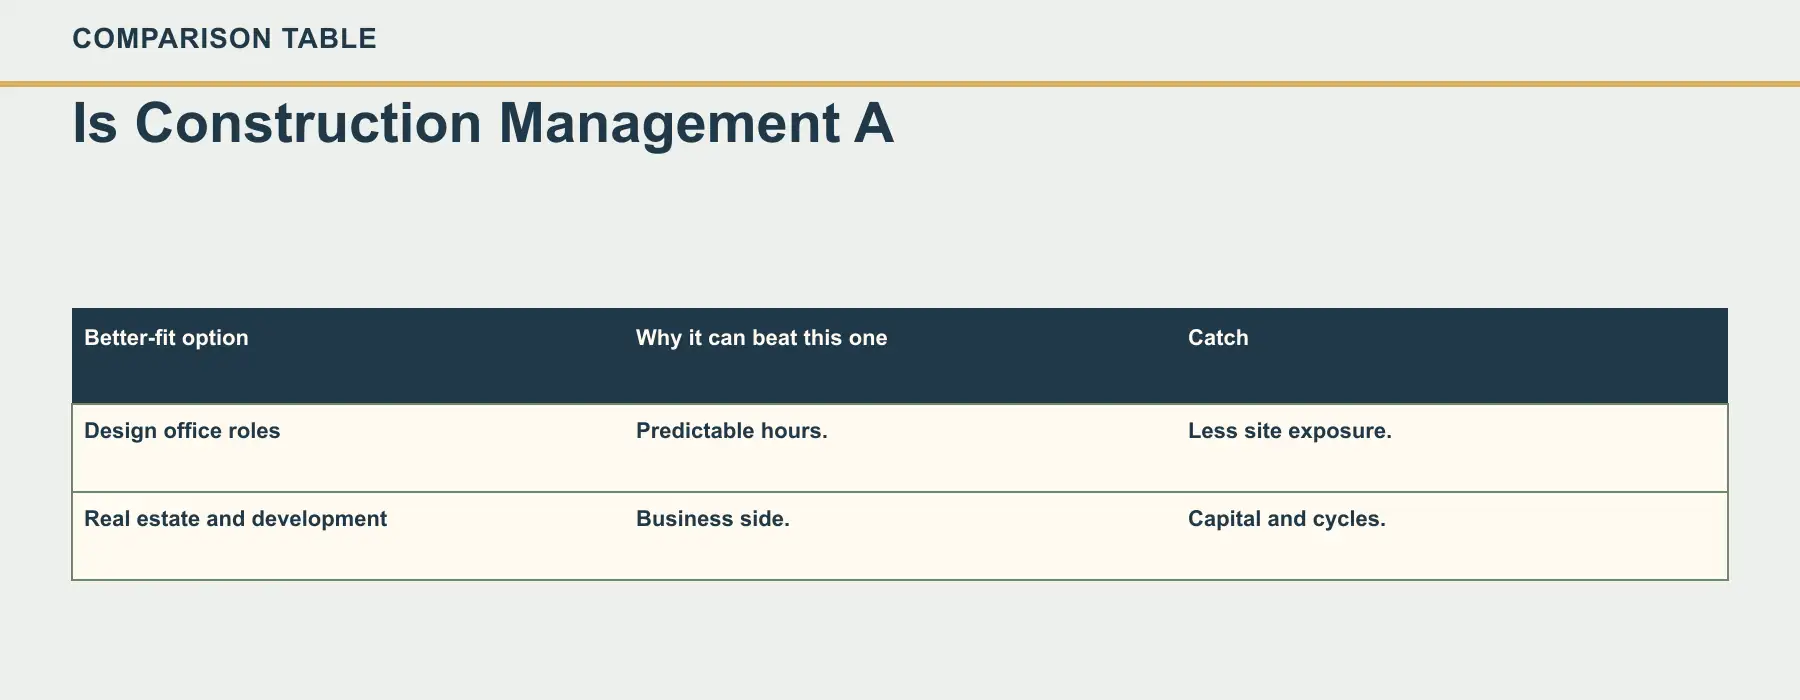 COMPARISON TABLE
Is Construction Management A
Better-fit option Why it can beat this one Catch
Design office roles Predictable hours. Less site exposure.
Real estate and development Business side. Capital and cycles.